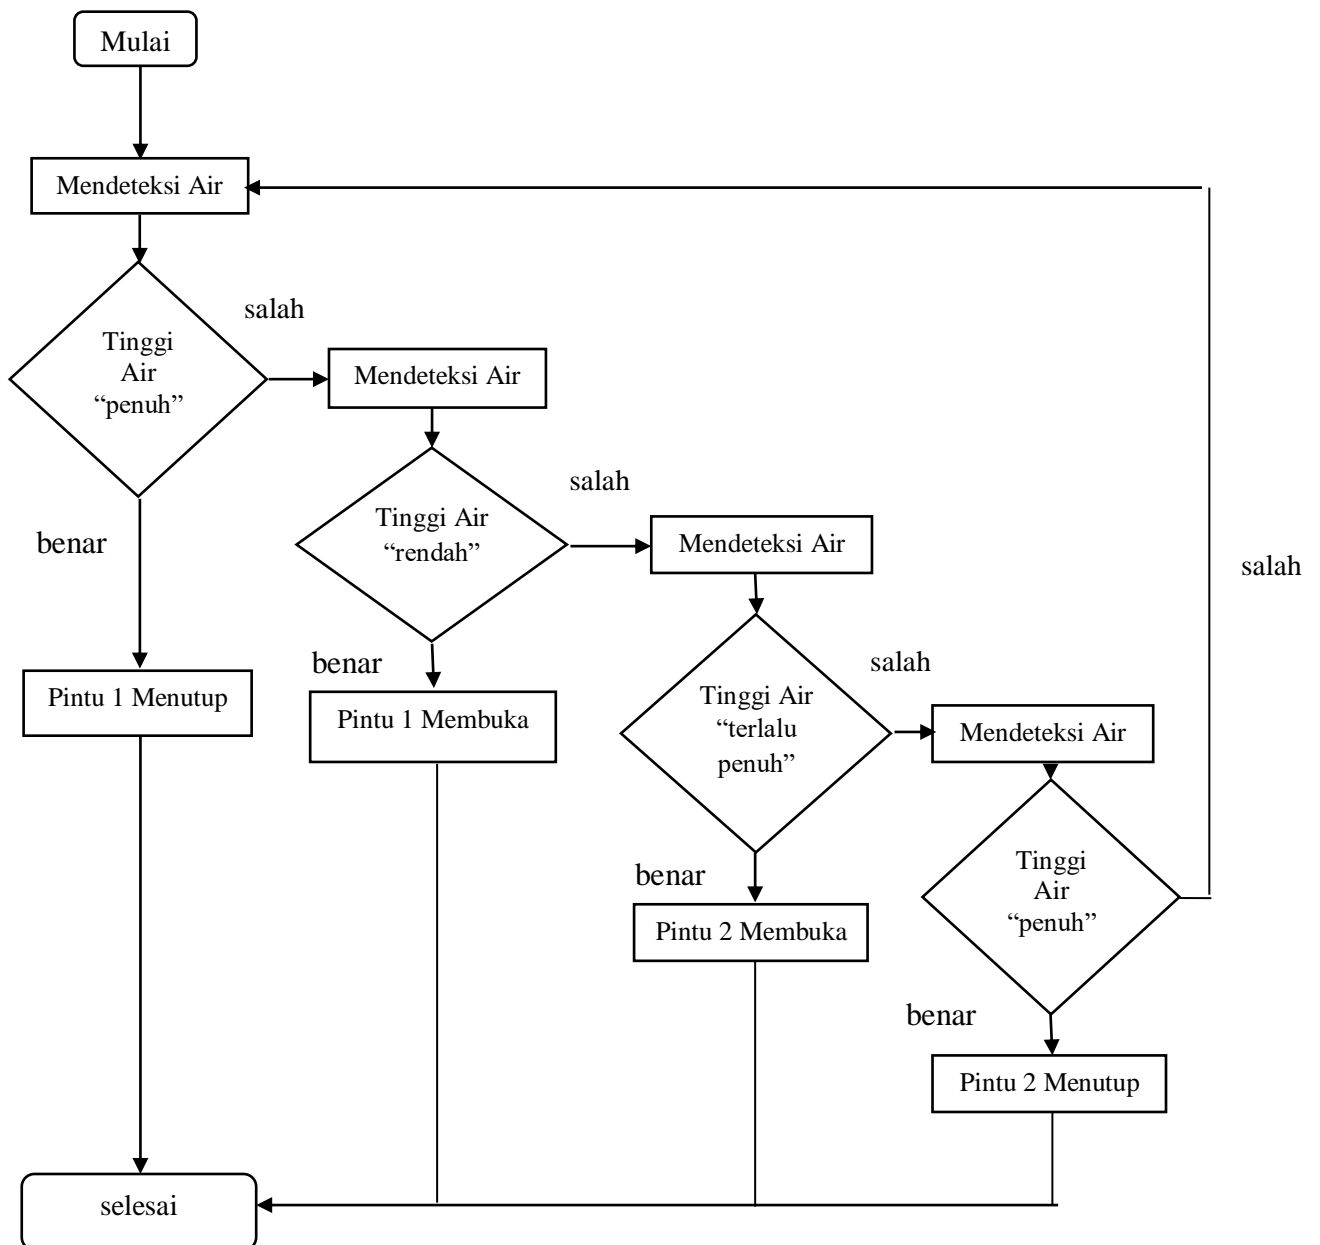 Mulai
Mendeteksi Air
salah
Tinggi
Air
“penuh”
benar
Pintu 1 Menutup
Mendeteksi Air
salah
Tinggi Air
“rendah”
benar
Pintu 1 Membuka
Mendeteksi Air
salah
Tinggi Air
“terlalu
penuh”
benar
Pintu 2 Membuka
Mendeteksi Air
salah
Tinggi
Air
“penuh”
benar
Pintu 2 Menutup
selesai